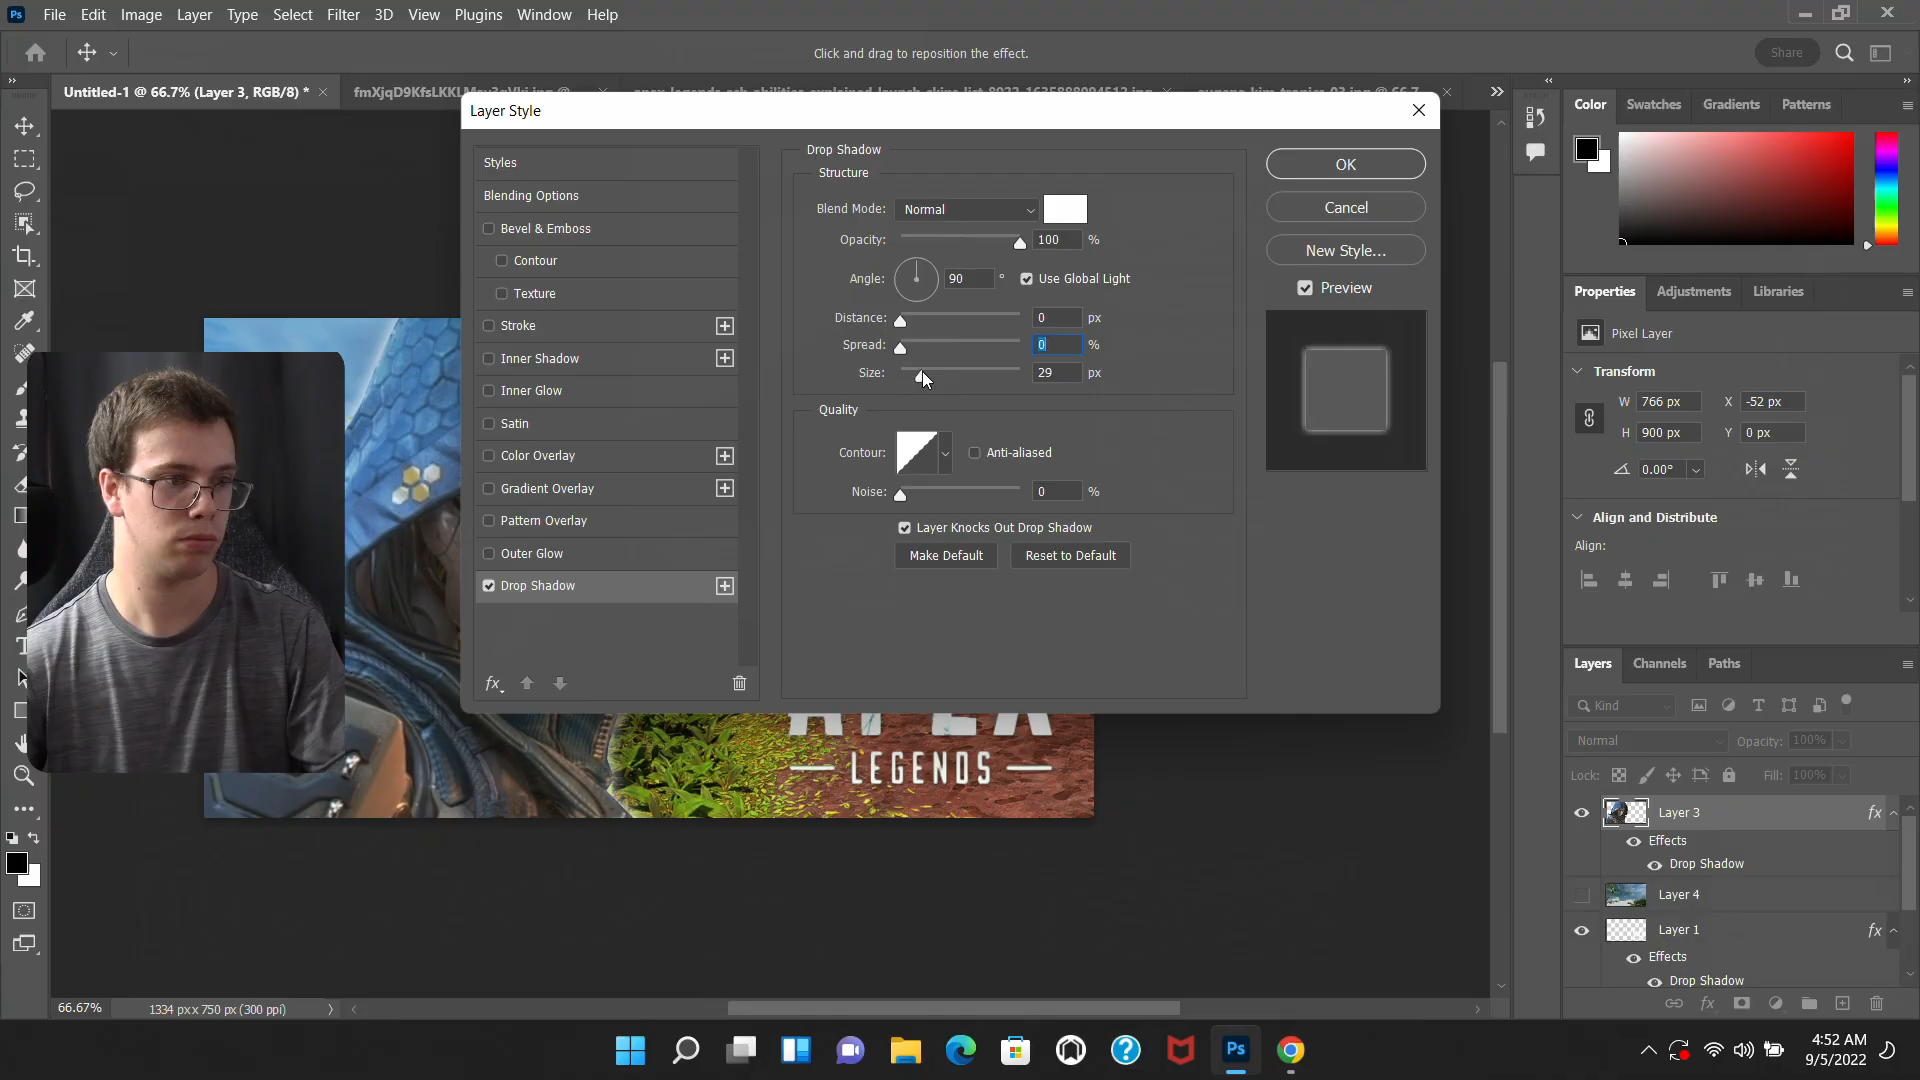 File Edit Image Layer Type Select Filter 3D View Plugins Window Help
Click and drag to reposition the effect.
Share
Untitled-1 @ 66.7% (Layer 3, RGB/8) *
Layer Style
Styles
Blending Options
Bevel & Emboss
Contour
Texture
Stroke
Inner Shadow
Inner Glow
Satin
Color Overlay
Gradient Overlay
Pattern Overlay
Outer Glow
Drop Shadow
fx
Drop Shadow
Structure
Blend Mode: Normal
Opacity: 100 %
Angle: 90 ° Use Global Light
Distance: 0 px
Spread: 0 %
Size: 29 px
Quality
Contour: Anti-aliased
Noise: 0 %
Layer Knocks Out Drop Shadow
Make Default Reset to Default
OK
Cancel
New Style...
Preview
APEX
LEGENDS
Color Swatches Gradients Patterns
Properties Adjustments Libraries
Pixel Layer
Transform
W 766 px X -52 px
H 900 px Y 0 px
0.00°
Align and Distribute
Align:
Layers Channels Paths
Kind
Normal Opacity: 100%
Lock: Fill: 100%
Layer 3 fx
Effects
Drop Shadow
Layer 4
Layer 1 fx
Effects
Drop Shadow
fx
66.67% 1334 px x 750 px (300 ppi)
Ps
4:52 AM
9/5/2022